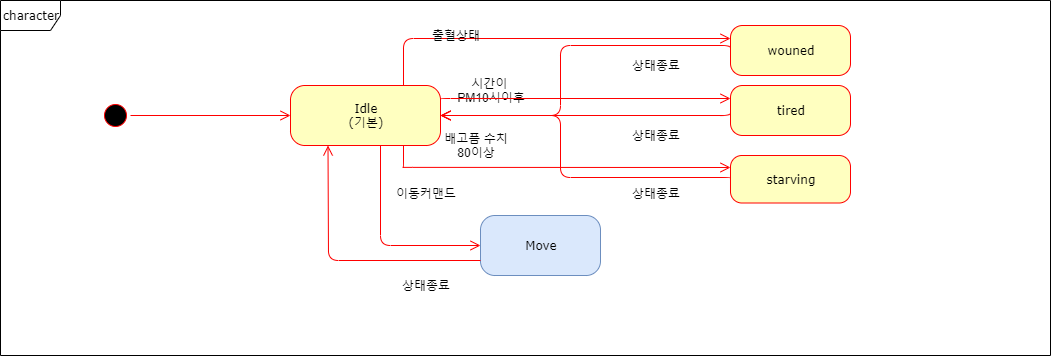 character
출혈상태
wouned
상태종료
시간이
PM10시이후
Idle
(기본)
tired
상태종료
배고픔 수치
80이상
starving
상태종료
이동커맨드
Move
상태종료